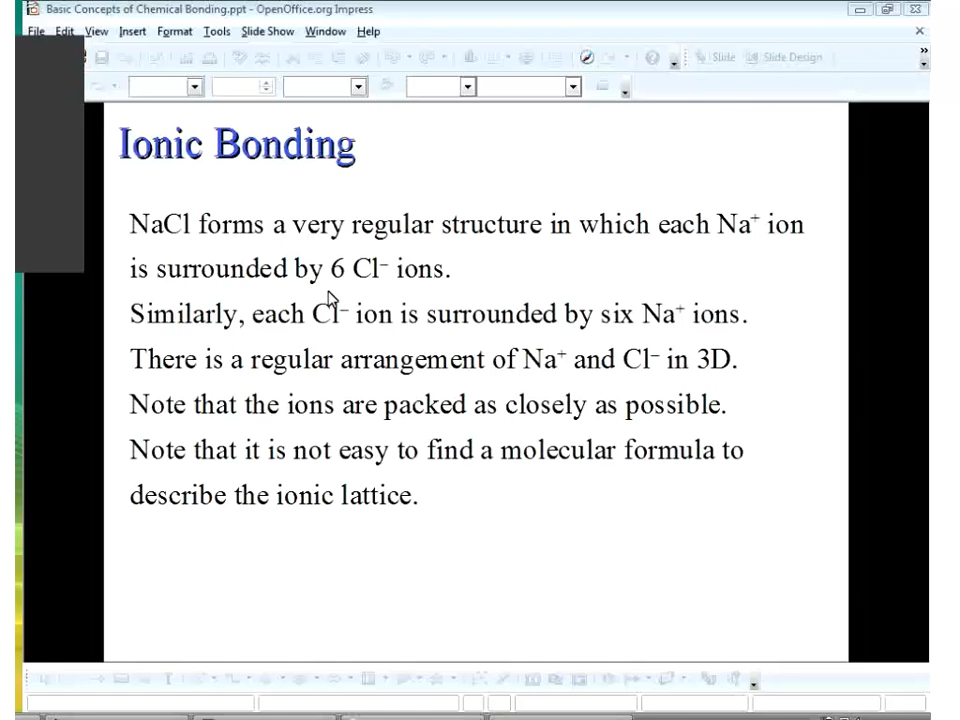 Basic Concepts of Chemical Bonding.ppt - OpenOffice.org Impress
File Edit View Insert Format Tools Slide Show Window Help
Slide Slide Design
Ionic Bonding
NaCl forms a very regular structure in which each Na⁺ ion
is surrounded by 6 Cl⁻ ions.
Similarly, each Cl⁻ ion is surrounded by six Na⁺ ions.
There is a regular arrangement of Na⁺ and Cl⁻ in 3D.
Note that the ions are packed as closely as possible.
Note that it is not easy to find a molecular formula to
describe the ionic lattice.